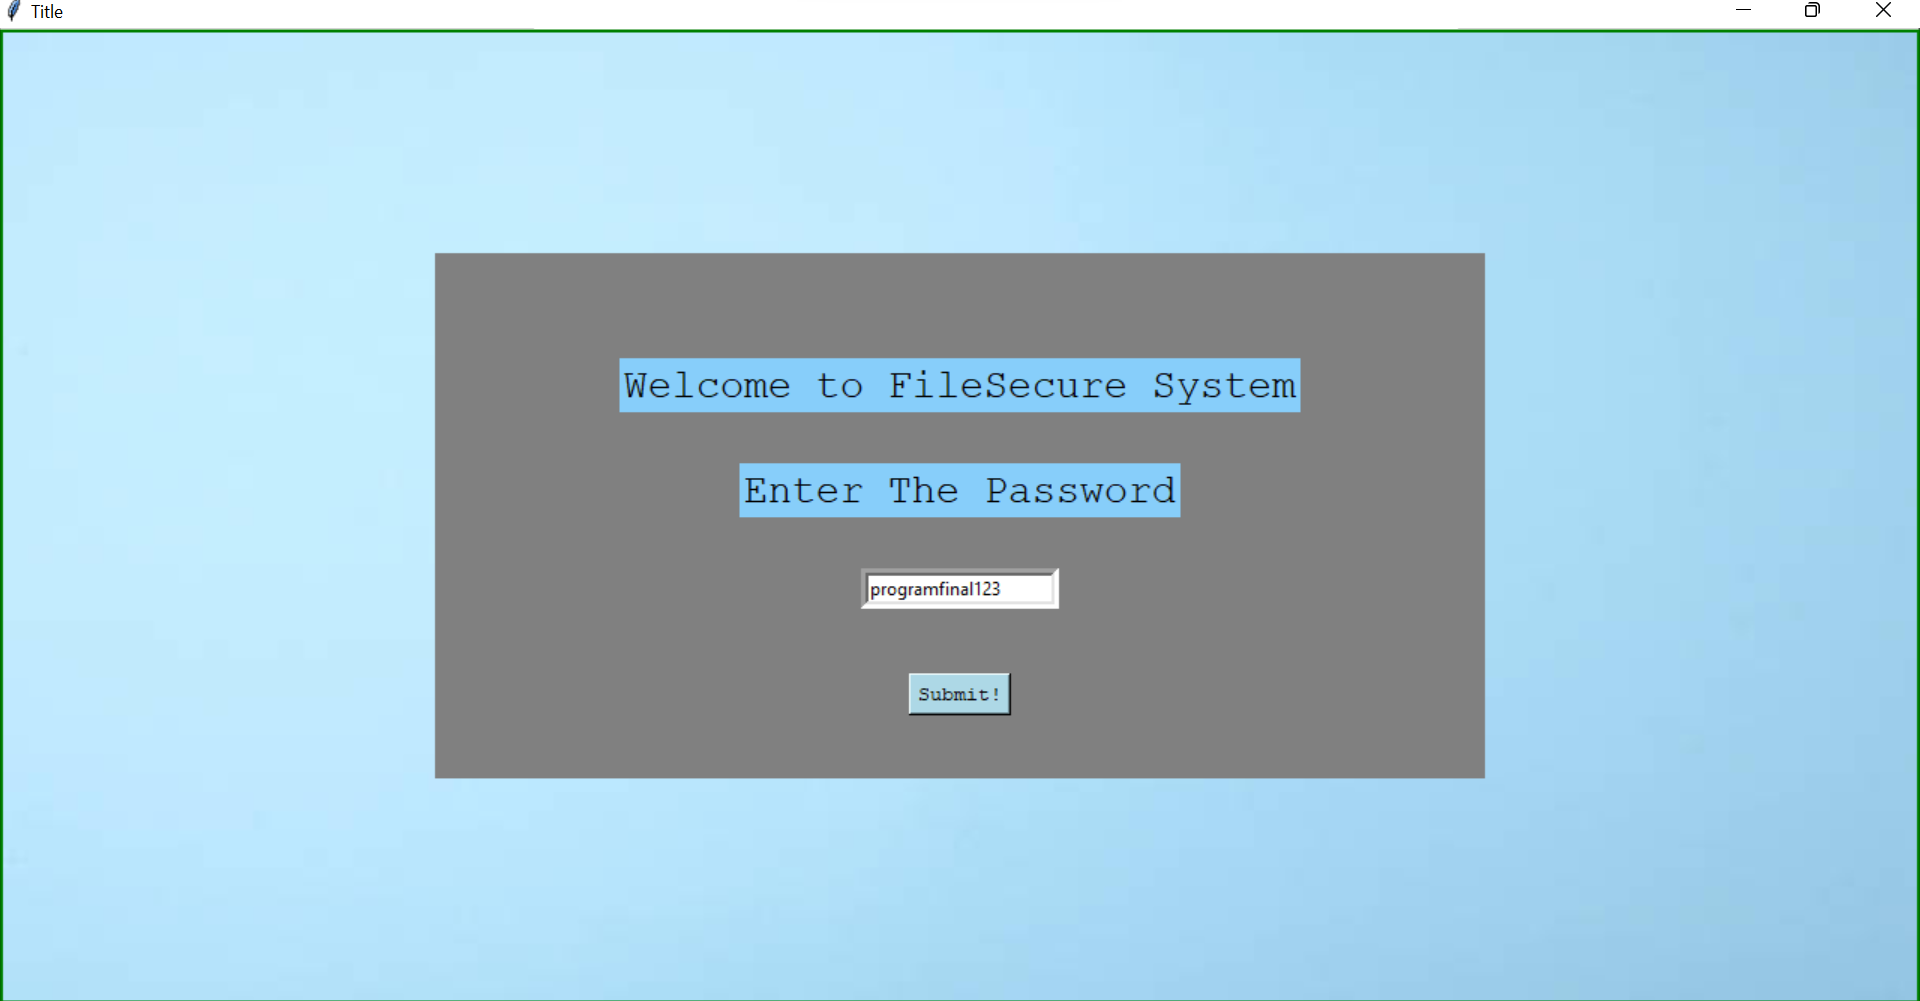 Title
Welcome to FileSecure System
Enter The Password
programfinal123
Submit!